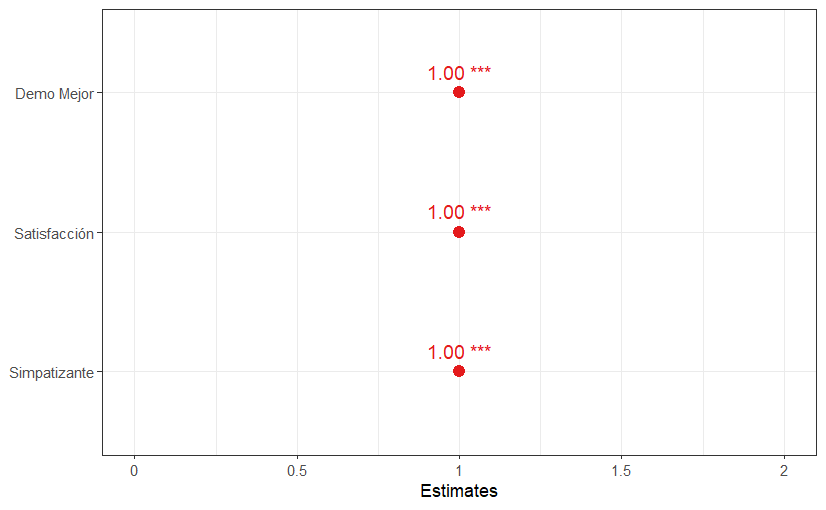 1.00 ***
Demo Mejor
1.00 ***
Satisfacción
1.00 ***
Simpatizante
0 0.5 1 1.5 2
Estimates